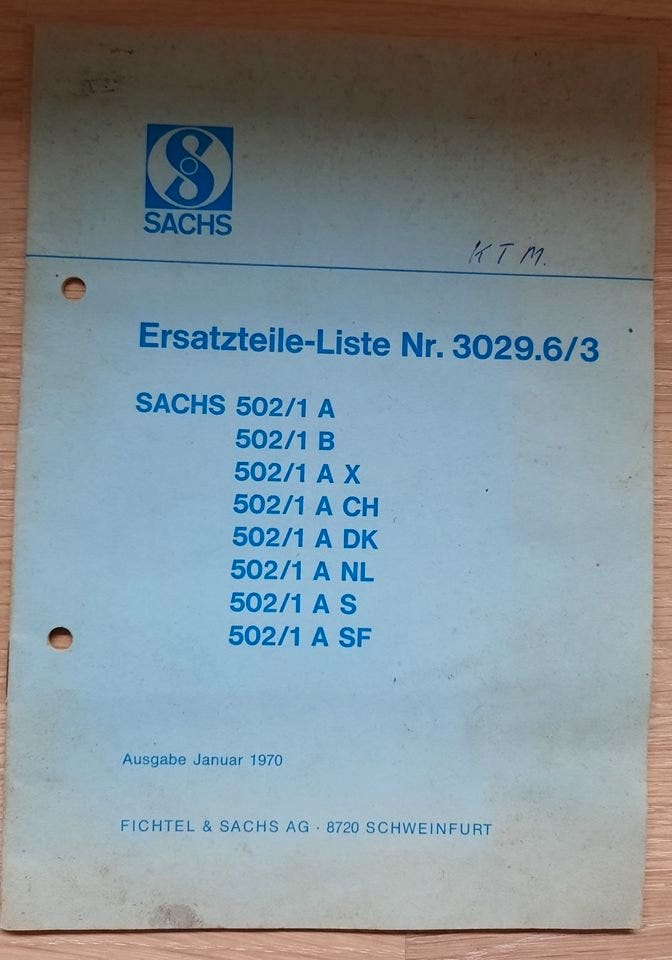 SACHS
K T M.
Ersatzteile-Liste Nr. 3029.6/3
SACHS 502/1 A
502/1 B
502/1 A X
502/1 A CH
502/1 A DK
502/1 A NL
502/1 A S
502/1 A SF
Ausgabe Januar 1970
FICHTEL & SACHS AG · 8720 SCHWEINFURT